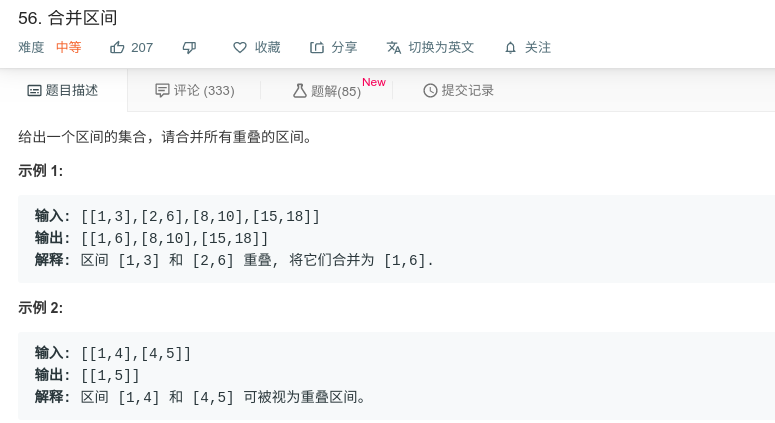 56. 合并区间
难度 中等 207 收藏 分享 切换为英文 关注
题目描述 评论 (333) 题解(85) New 提交记录
给出一个区间的集合，请合并所有重叠的区间。
示例 1:
输入: [[1,3],[2,6],[8,10],[15,18]]
输出: [[1,6],[8,10],[15,18]]
解释: 区间 [1,3] 和 [2,6] 重叠, 将它们合并为 [1,6].
示例 2:
输入: [[1,4],[4,5]]
输出: [[1,5]]
解释: 区间 [1,4] 和 [4,5] 可被视为重叠区间。